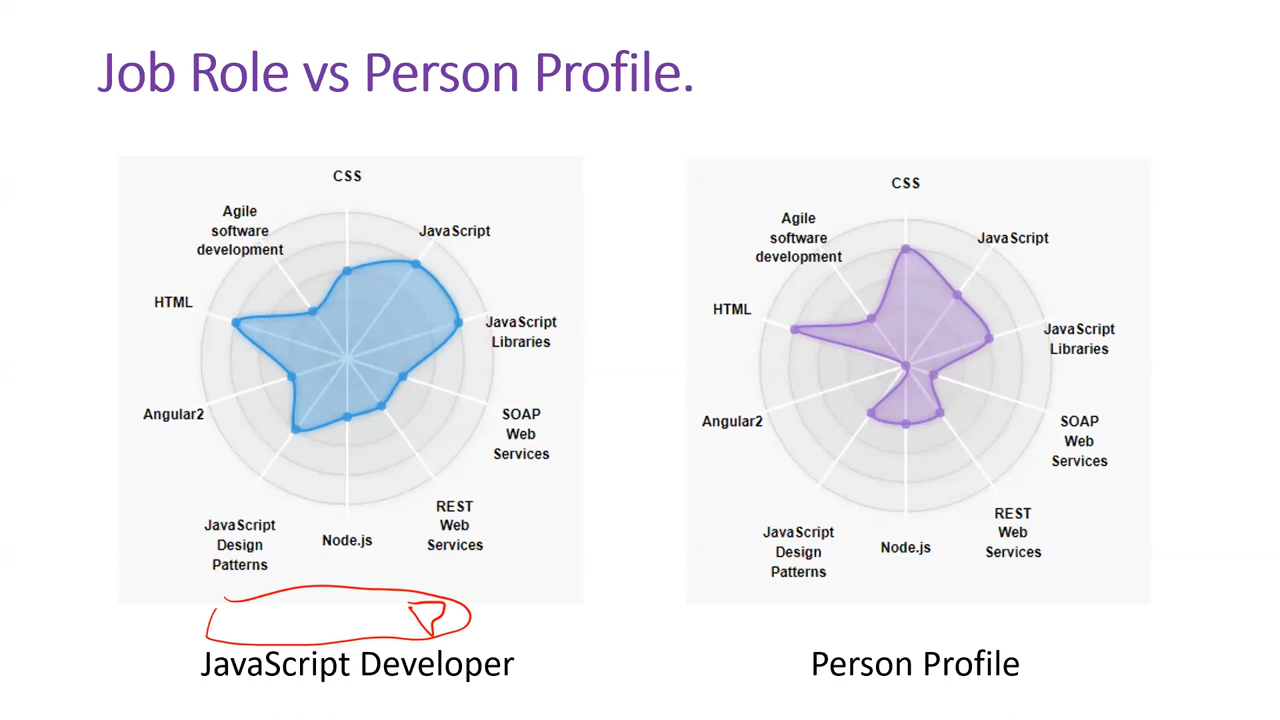 Job Role vs Person Profile.
CSS
Agile
software
development
JavaScript
HTML
JavaScript
Libraries
Angular2
SOAP
Web
Services
JavaScript
Design
Patterns
Node.js
REST
Web
Services
JavaScript Developer
CSS
Agile
software
development
JavaScript
HTML
JavaScript
Libraries
Angular2
SOAP
Web
Services
JavaScript
Design
Patterns
Node.js
REST
Web
Services
Person Profile